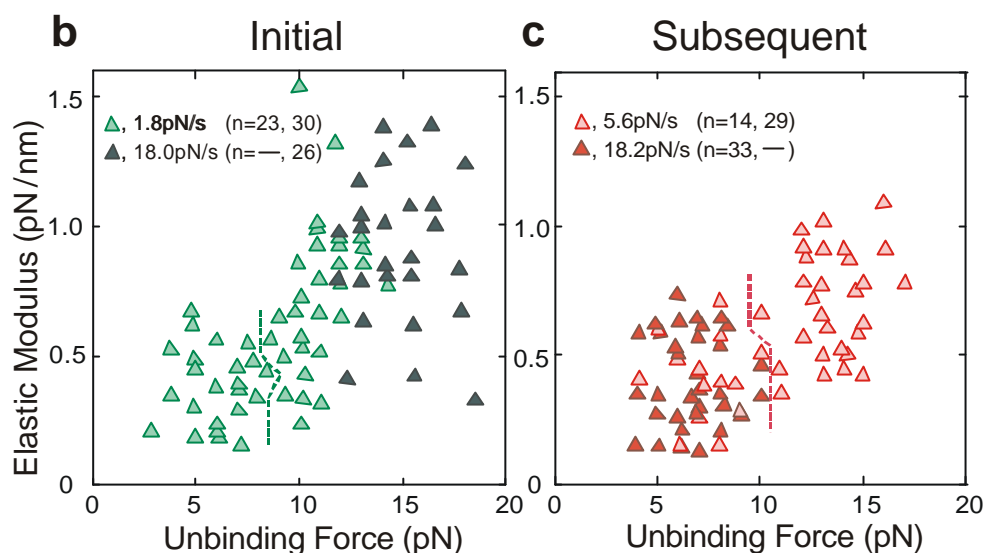 b Initial
Elastic Modulus (pN/nm)
1.5
1.0
0.5
0
, 1.8pN/s (n=23, 30)
, 18.0pN/s (n= —, 26)
0 5 10 15 20
Unbinding Force (pN)
c Subsequent
1.5
1.0
0.5
0
, 5.6pN/s (n=14, 29)
, 18.2pN/s (n=33, —)
0 5 10 15 20
Unbinding Force (pN)